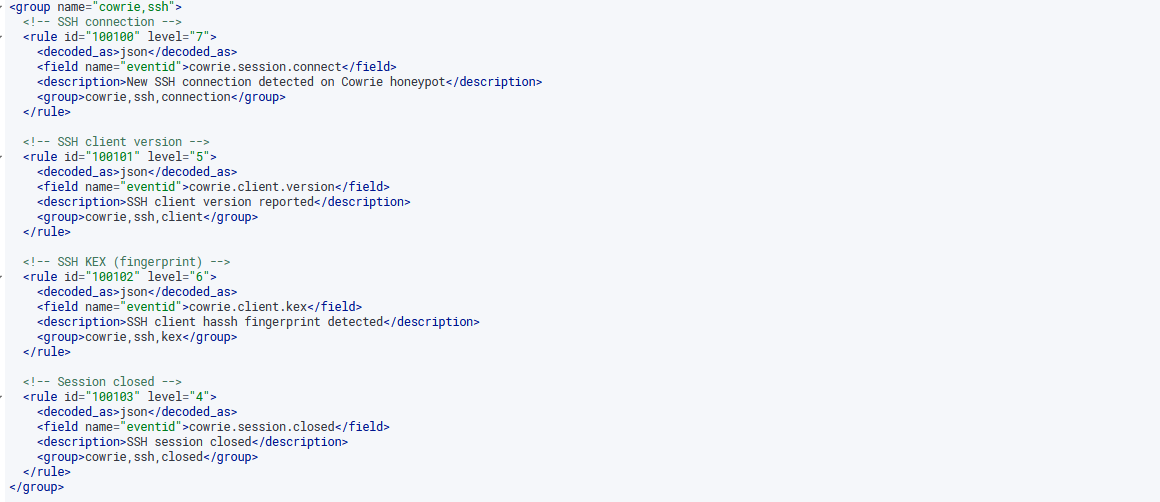 <group name="cowrie,ssh">
<!-- SSH connection -->
<rule id="100100" level="7">
<decoded_as>json</decoded_as>
<field name="eventid">cowrie.session.connect</field>
<description>New SSH connection detected on Cowrie honeypot</description>
<group>cowrie,ssh,connection</group>
</rule>
<!-- SSH client version -->
<rule id="100101" level="5">
<decoded_as>json</decoded_as>
<field name="eventid">cowrie.client.version</field>
<description>SSH client version reported</description>
<group>cowrie,ssh,client</group>
</rule>
<!-- SSH KEX (fingerprint) -->
<rule id="100102" level="6">
<decoded_as>json</decoded_as>
<field name="eventid">cowrie.client.kex</field>
<description>SSH client hassh fingerprint detected</description>
<group>cowrie,ssh,kex</group>
</rule>
<!-- Session closed -->
<rule id="100103" level="4">
<decoded_as>json</decoded_as>
<field name="eventid">cowrie.session.closed</field>
<description>SSH session closed</description>
<group>cowrie,ssh,closed</group>
</rule>
</group>